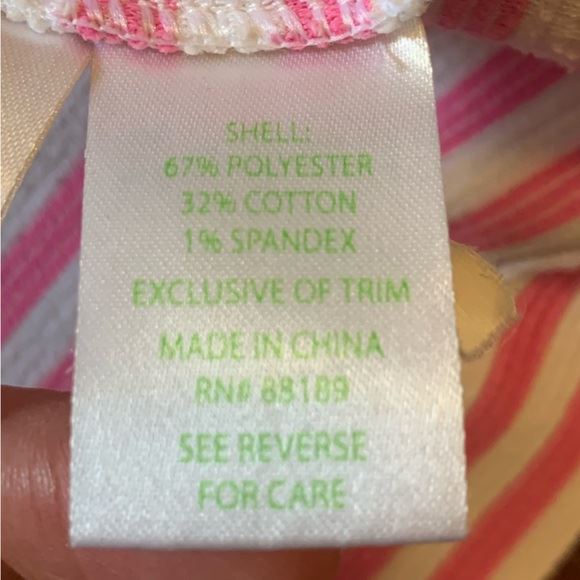 SHELL:
67% POLYESTER
32% COTTON
1% SPANDEX
EXCLUSIVE OF TRIM
MADE IN CHINA
RN# 88189
SEE REVERSE
FOR CARE